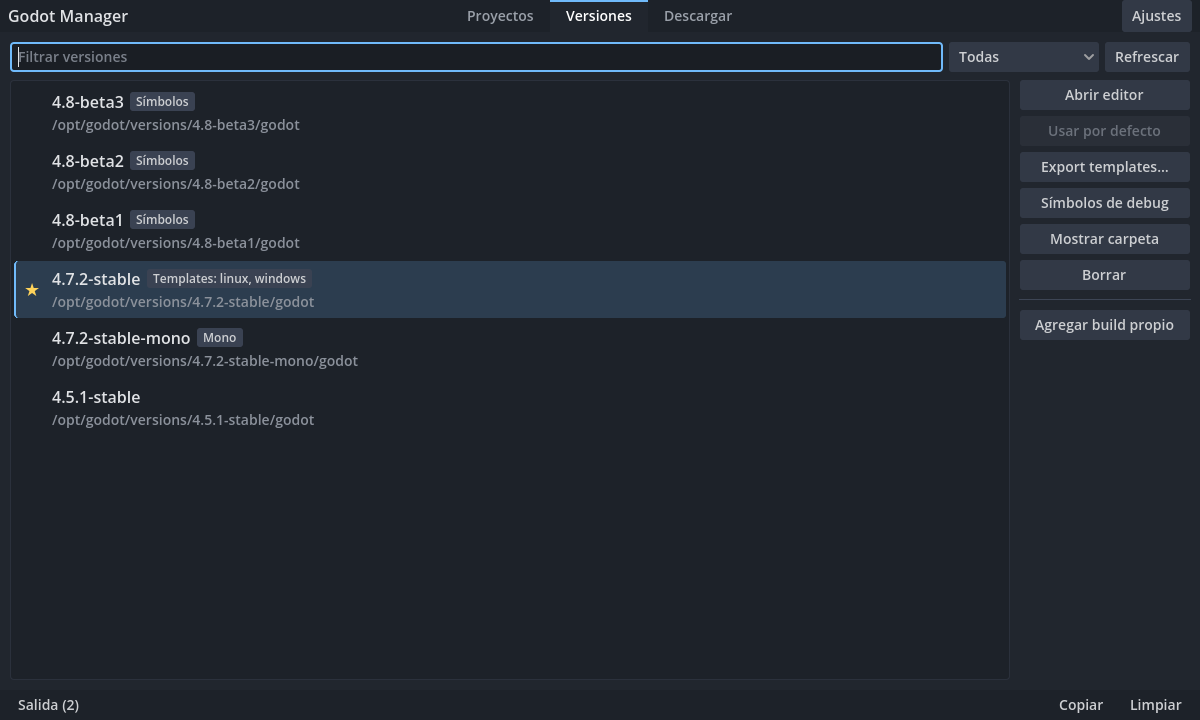 Godot Manager
Proyectos
Versiones
Descargar
Ajustes
Filtrar versiones
Todas
Refrescar
4.8-beta3 Símbolos
/opt/godot/versions/4.8-beta3/godot
4.8-beta2 Símbolos
/opt/godot/versions/4.8-beta2/godot
4.8-beta1 Símbolos
/opt/godot/versions/4.8-beta1/godot
4.7.2-stable Templates: linux, windows
/opt/godot/versions/4.7.2-stable/godot
4.7.2-stable-mono Mono
/opt/godot/versions/4.7.2-stable-mono/godot
4.5.1-stable
/opt/godot/versions/4.5.1-stable/godot
Abrir editor
Usar por defecto
Export templates...
Símbolos de debug
Mostrar carpeta
Borrar
Agregar build propio
Salida (2)
Copiar
Limpiar